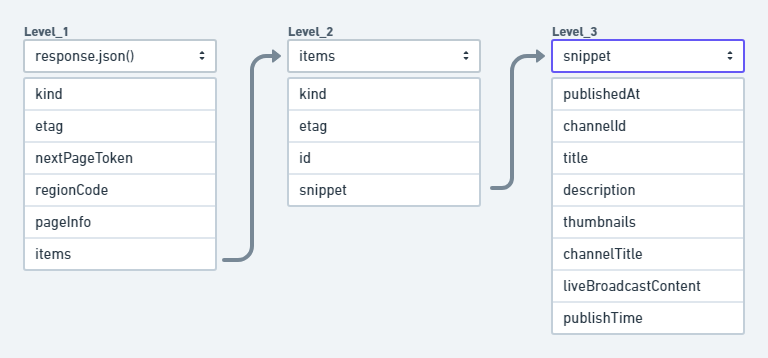 Level_1
response.json()
kind
etag
nextPageToken
regionCode
pageInfo
items
Level_2
items
kind
etag
id
snippet
Level_3
snippet
publishedAt
channelId
title
description
thumbnails
channelTitle
liveBroadcastContent
publishTime